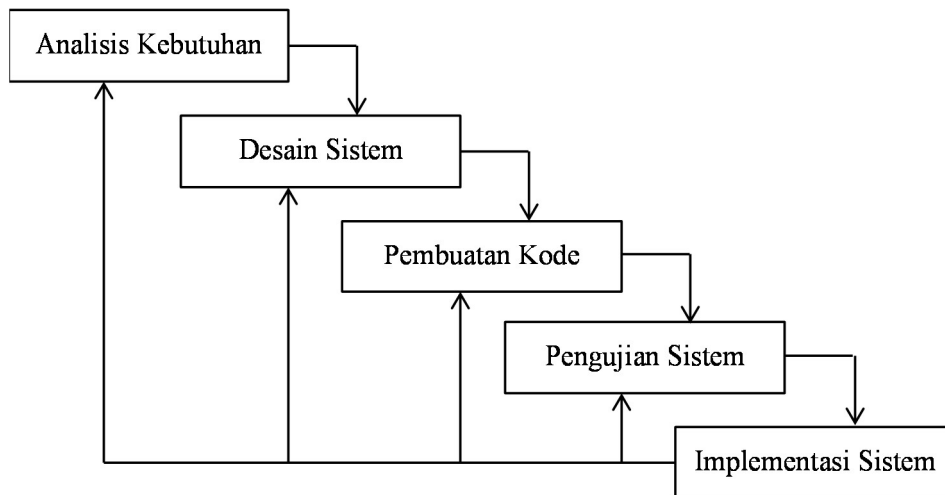 Analisis Kebutuhan
Desain Sistem
Pembuatan Kode
Pengujian Sistem
Implementasi Sistem